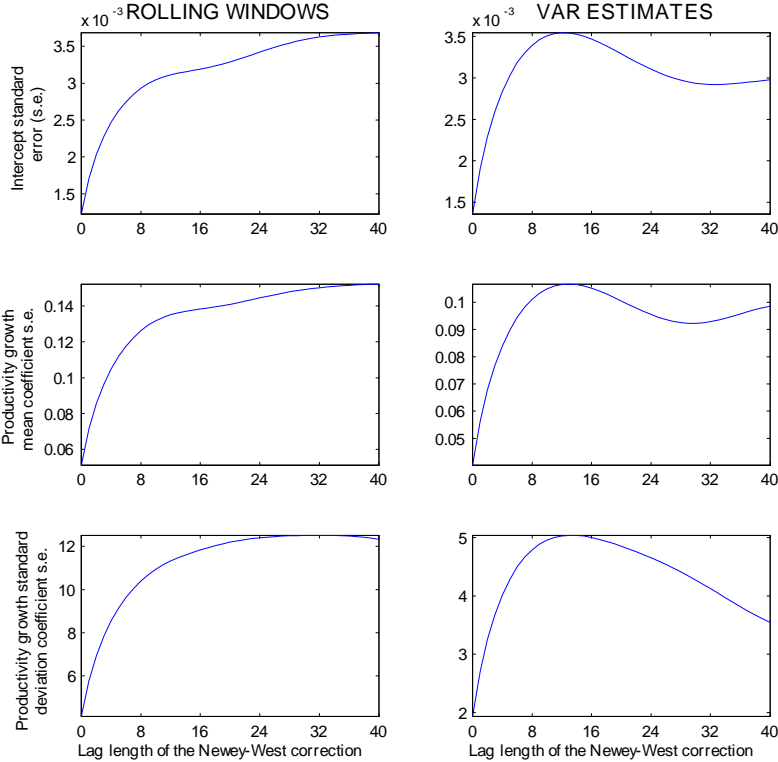 x 10⁻³ ROLLING WINDOWS
x 10⁻³ VAR ESTIMATES
Intercept standard
error (s.e.)
3.5
3
2.5
2
1.5
0 8 16 24 32 40
3.5
3
2.5
2
1.5
0 8 16 24 32 40
Productivity growth
mean coefficient s.e.
0.14
0.12
0.1
0.08
0.06
0 8 16 24 32 40
0.1
0.09
0.08
0.07
0.06
0.05
0 8 16 24 32 40
Productivity growth standard
deviation coefficient s.e.
12
10
8
6
0 8 16 24 32 40
Lag length of the Newey-West correction
5
4
3
2
0 8 16 24 32 40
Lag length of the Newey-West correction